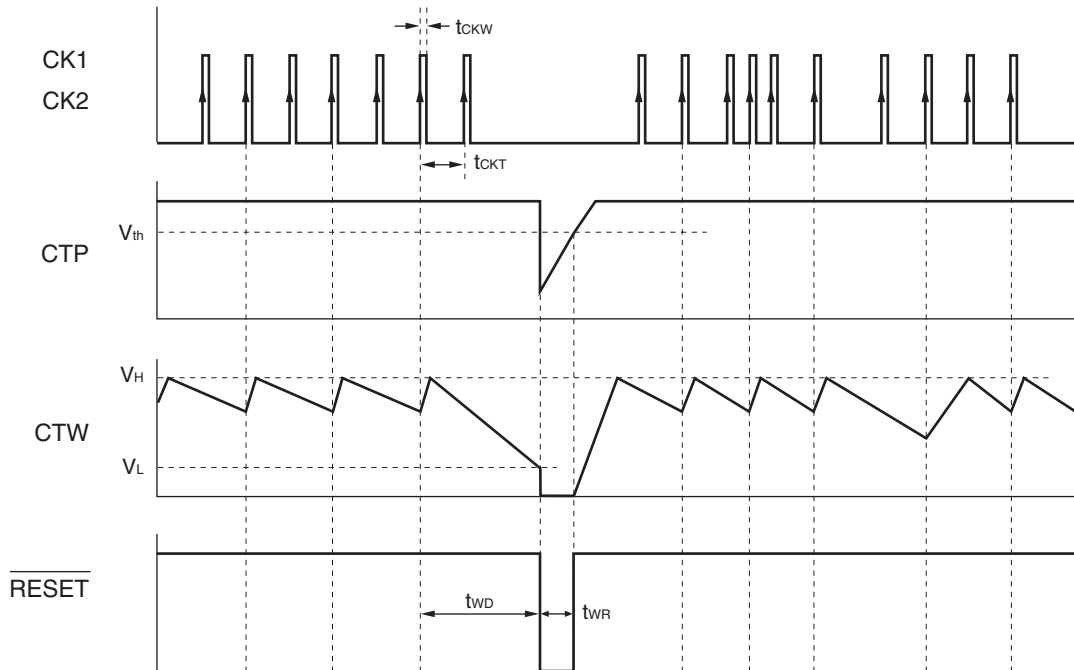 tCKW
CK1
CK2
tCKT
Vth
CTP
VH
CTW
VL
RESET
tWD
tWR